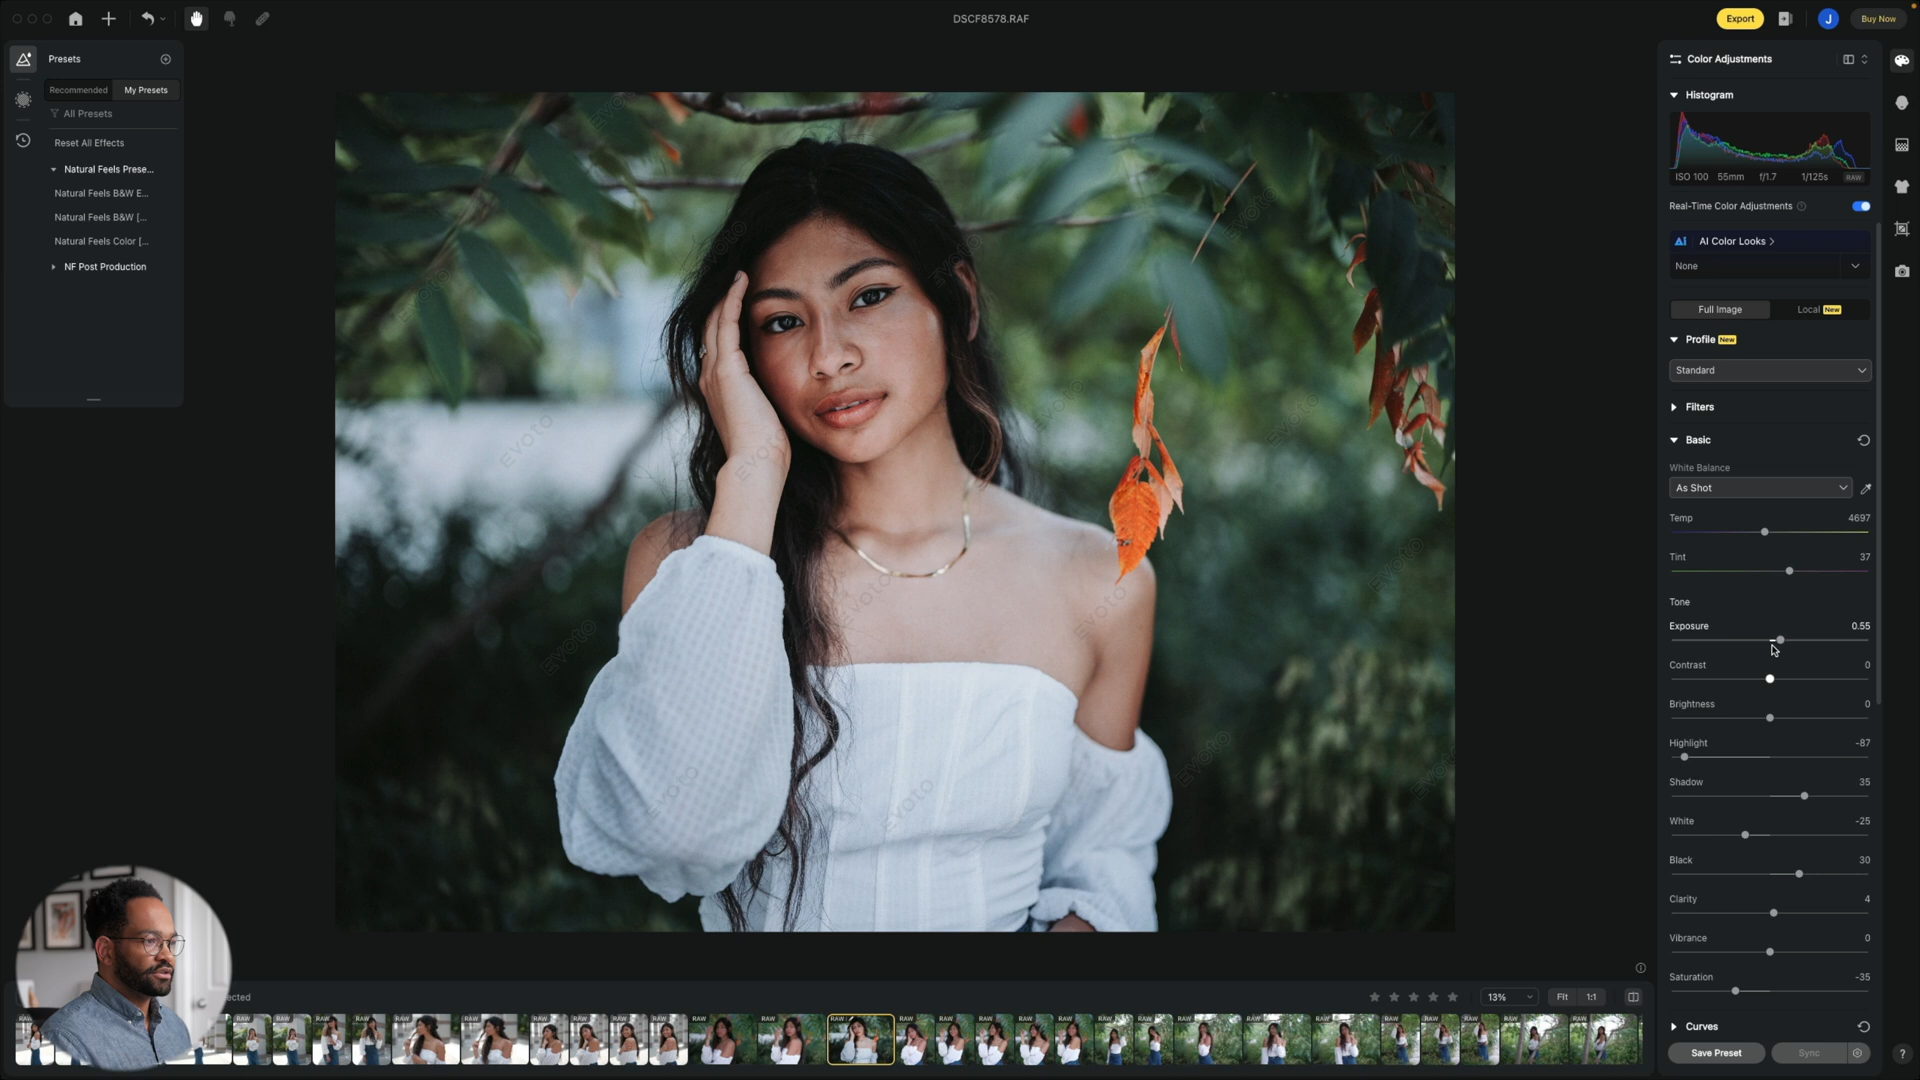 DSCF8578.RAF
Export
J
Buy Now
Presets
Recommended
My Presets
All Presets
Reset All Effects
Natural Feels Prese...
Natural Feels B&W E...
Natural Feels B&W [...
Natural Feels Color [...
NF Post Production
EVOTO
Color Adjustments
Histogram
ISO 100 55mm f/1.7 1/125s RAW
Real-Time Color Adjustments
Ai AI Color Looks >
None
Full Image
Local New
Profile New
Standard
Filters
Basic
White Balance
As Shot
Temp 4697
Tint 37
Tone
Exposure 0.55
Contrast 0
Brightness 0
Highlight -87
Shadow 35
White -25
Black 30
Clarity 4
Vibrance 0
Saturation -35
Curves
Save Preset
Sync
?
ected
13%
Fit
1:1
RAW